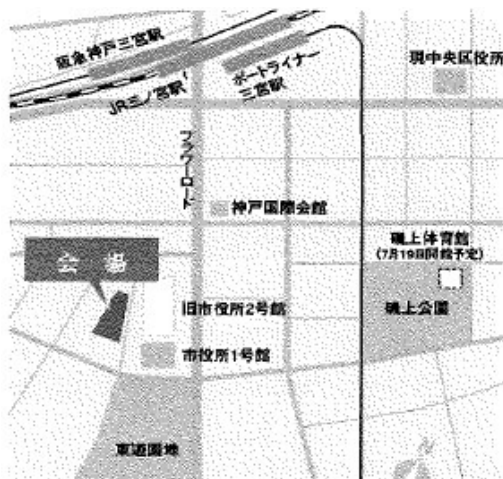 阪急神戸三宮駅
JR三ノ宮駅
ポートライナー
三宮駅
現中央区役所
フラワーロード
神戸国際会館
磯上体育館
(7月19日開館予定)
会場
旧市役所2号館
磯上公園
市役所1号館
東遊園地